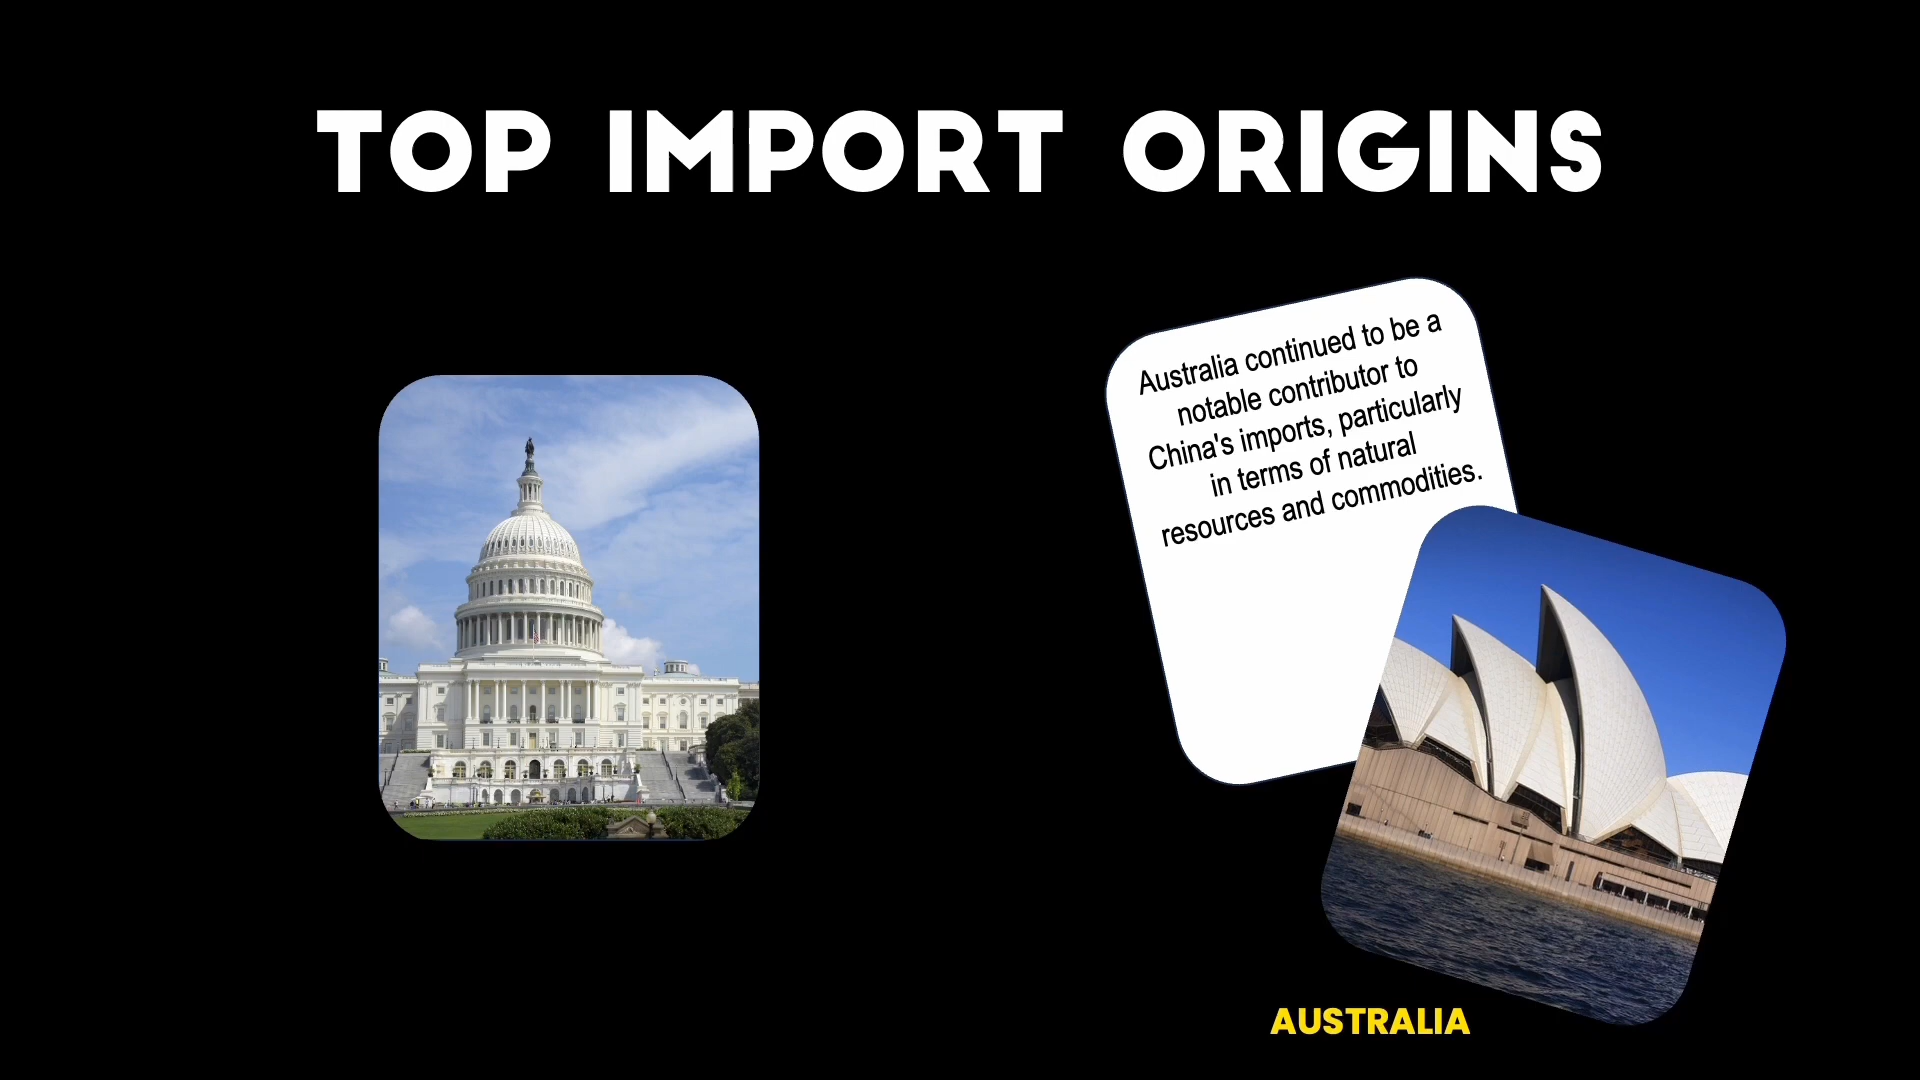 TOP IMPORT ORIGINS
Australia continued to be a
notable contributor to
China's imports, particularly
in terms of natural
resources and commodities.
AUSTRALIA